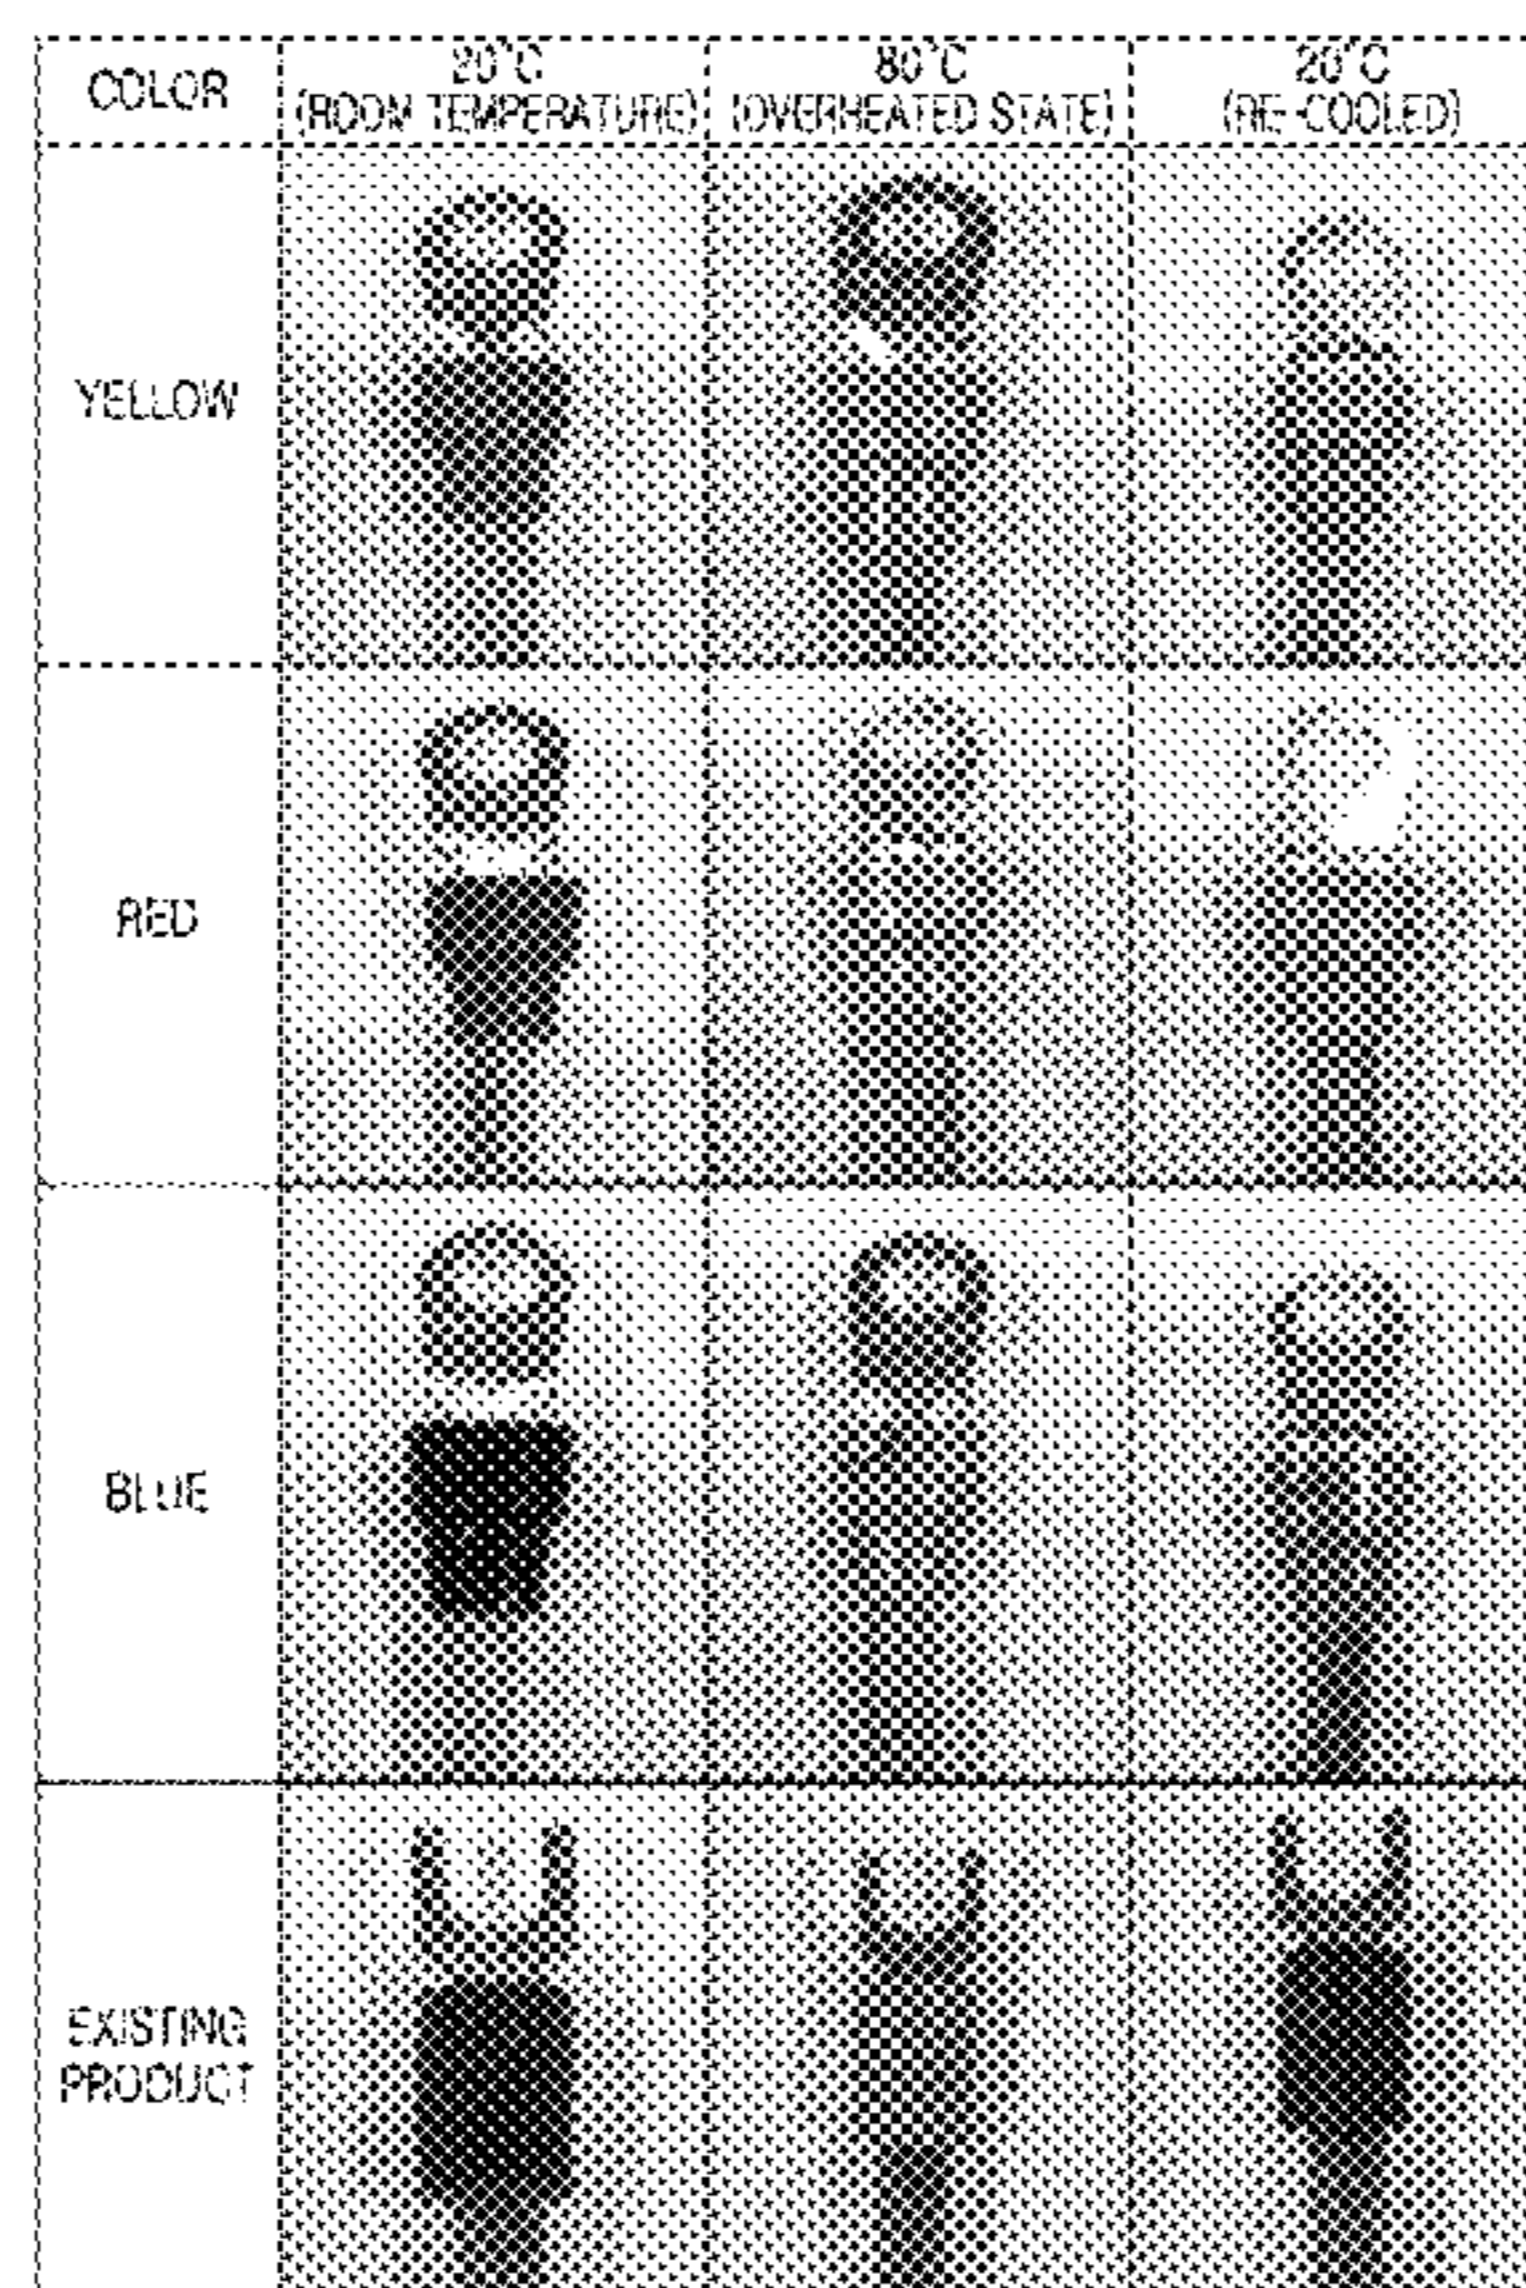 COLOR
20°C
(ROOM TEMPERATURE)
80°C
(OVERHEATED STATE)
20°C
(RE-COOLED)
YELLOW
RED
BLUE
EXISTING
PRODUCT